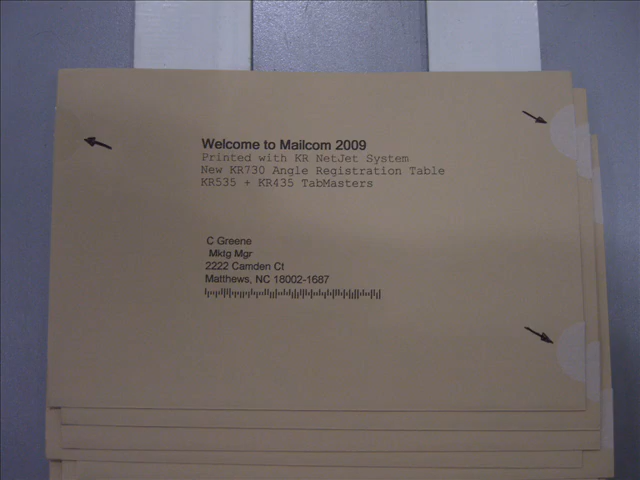 Welcome to Mailcom 2009
Printed with KR NetJet System
New KR730 Angle Registration Table
KR535 + KR435 TabMasters
C Greene
Mktg Mgr
2222 Camden Ct
Matthews, NC 18002-1687